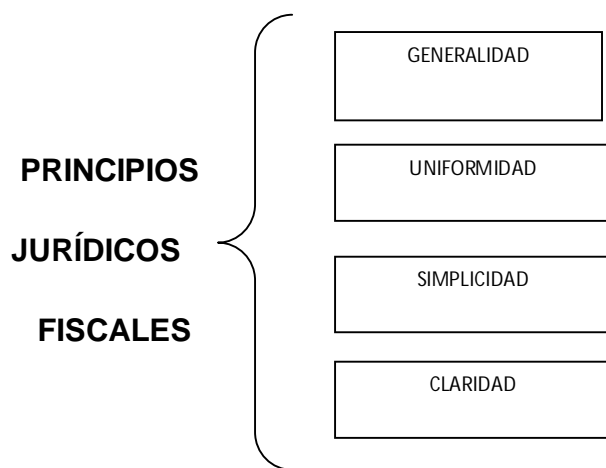 PRINCIPIOS
JURÍDICOS
FISCALES
GENERALIDAD
UNIFORMIDAD
SIMPLICIDAD
CLARIDAD